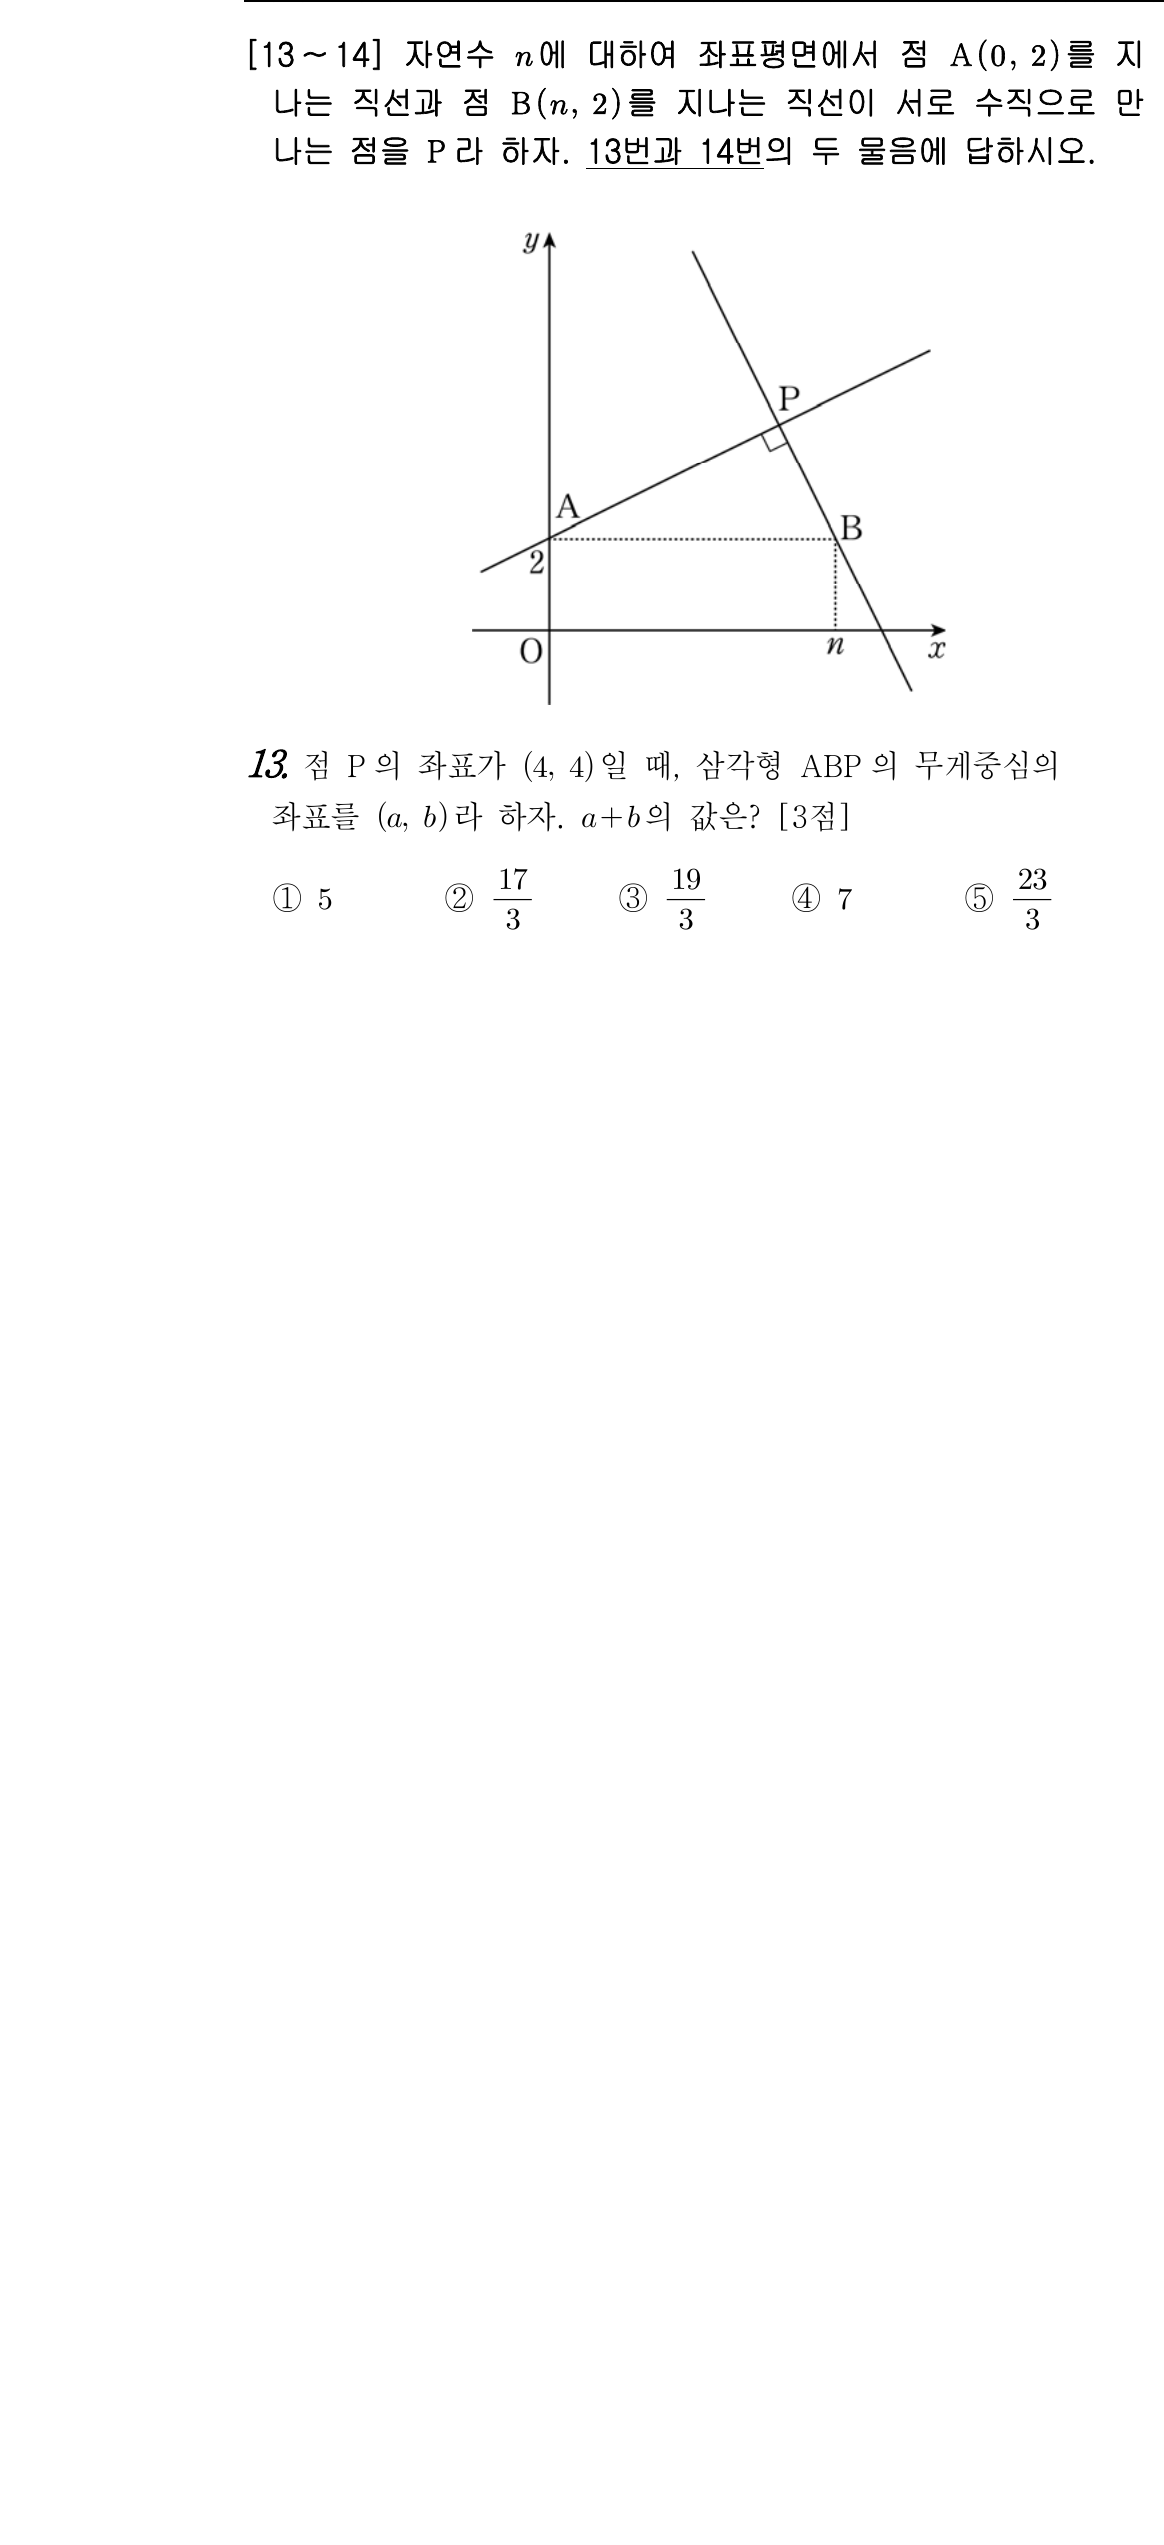 [13～14] 자연수 n에 대하여 좌표평면에서 점 A(0, 2)를 지
나는 직선과 점 B(n, 2)를 지나는 직선이 서로 수직으로 만
나는 점을 P라 하자. 13번과 14번의 두 물음에 답하시오.
y
P
A
B
2
O
n
x
13. 점 P의 좌표가 (4, 4)일 때, 삼각형 ABP의 무게중심의
좌표를 (a, b)라 하자. a+b의 값은? [3점]
① 5 ② 17/3 ③ 19/3 ④ 7 ⑤ 23/3